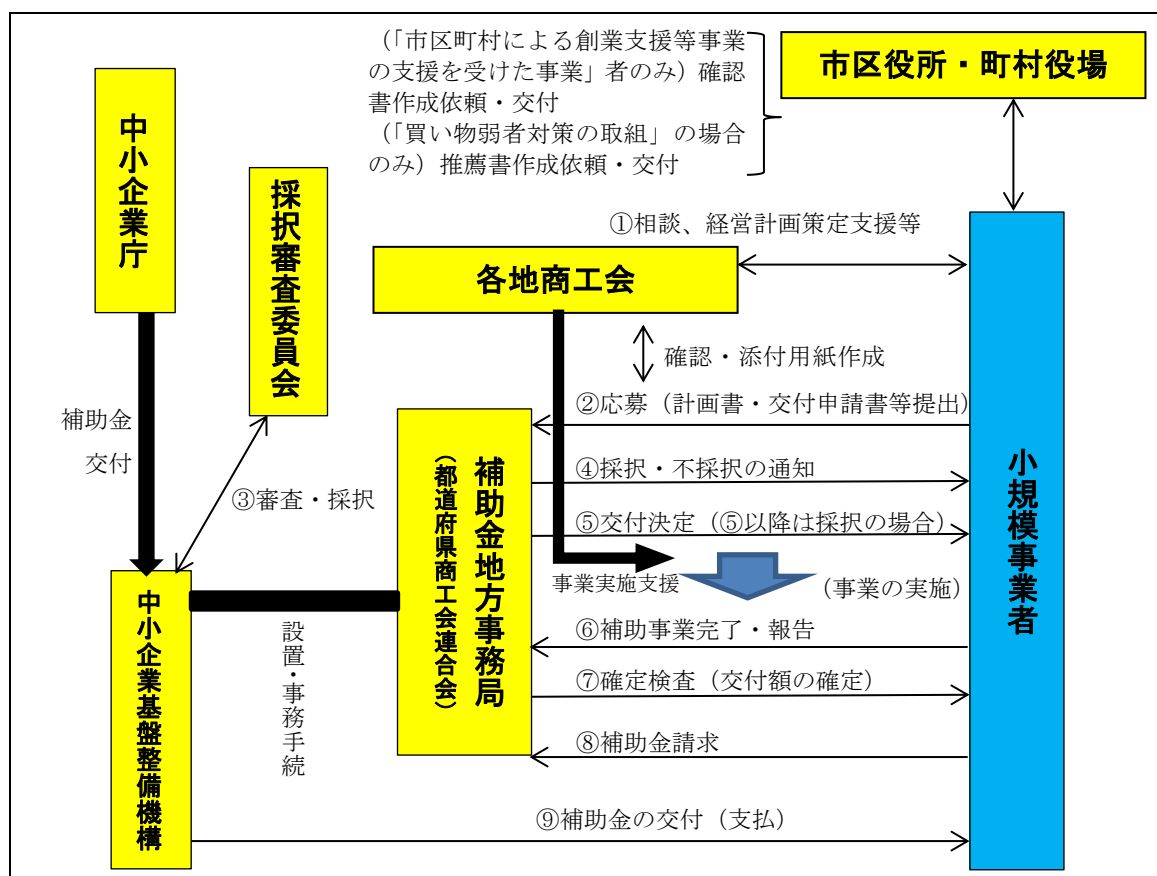 （「市区町村による創業支援等事業
の支援を受けた事業」者のみ）確認
書作成依頼・交付
（「買い物弱者対策の取組」の場合
のみ）推薦書作成依頼・交付
市区役所・町村役場
中小企業庁
採択審査委員会
①相談、経営計画策定支援等
各地商工会
確認・添付用紙作成
補助金
交付
②応募（計画書・交付申請書等提出）
③審査・採択
④採択・不採択の通知
⑤交付決定（⑤以降は採択の場合）
補助金地方事務局
（都道府県商工会連合会）
小規模事業者
事業実施支援
（事業の実施）
中小企業基盤整備機構
設置・事務手続
⑥補助事業完了・報告
⑦確定検査（交付額の確定）
⑧補助金請求
⑨補助金の交付（支払）